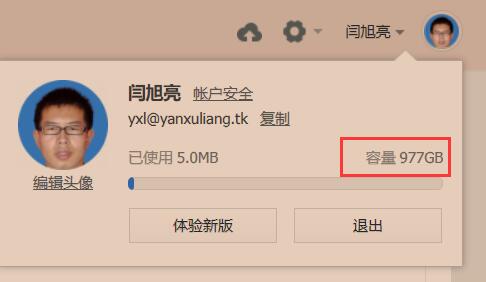 闫旭亮
闫旭亮 帐户安全
yxl@yanxuliang.tk 复制
已使用 5.0MB 容量 977GB
编辑头像
体验新版 退出